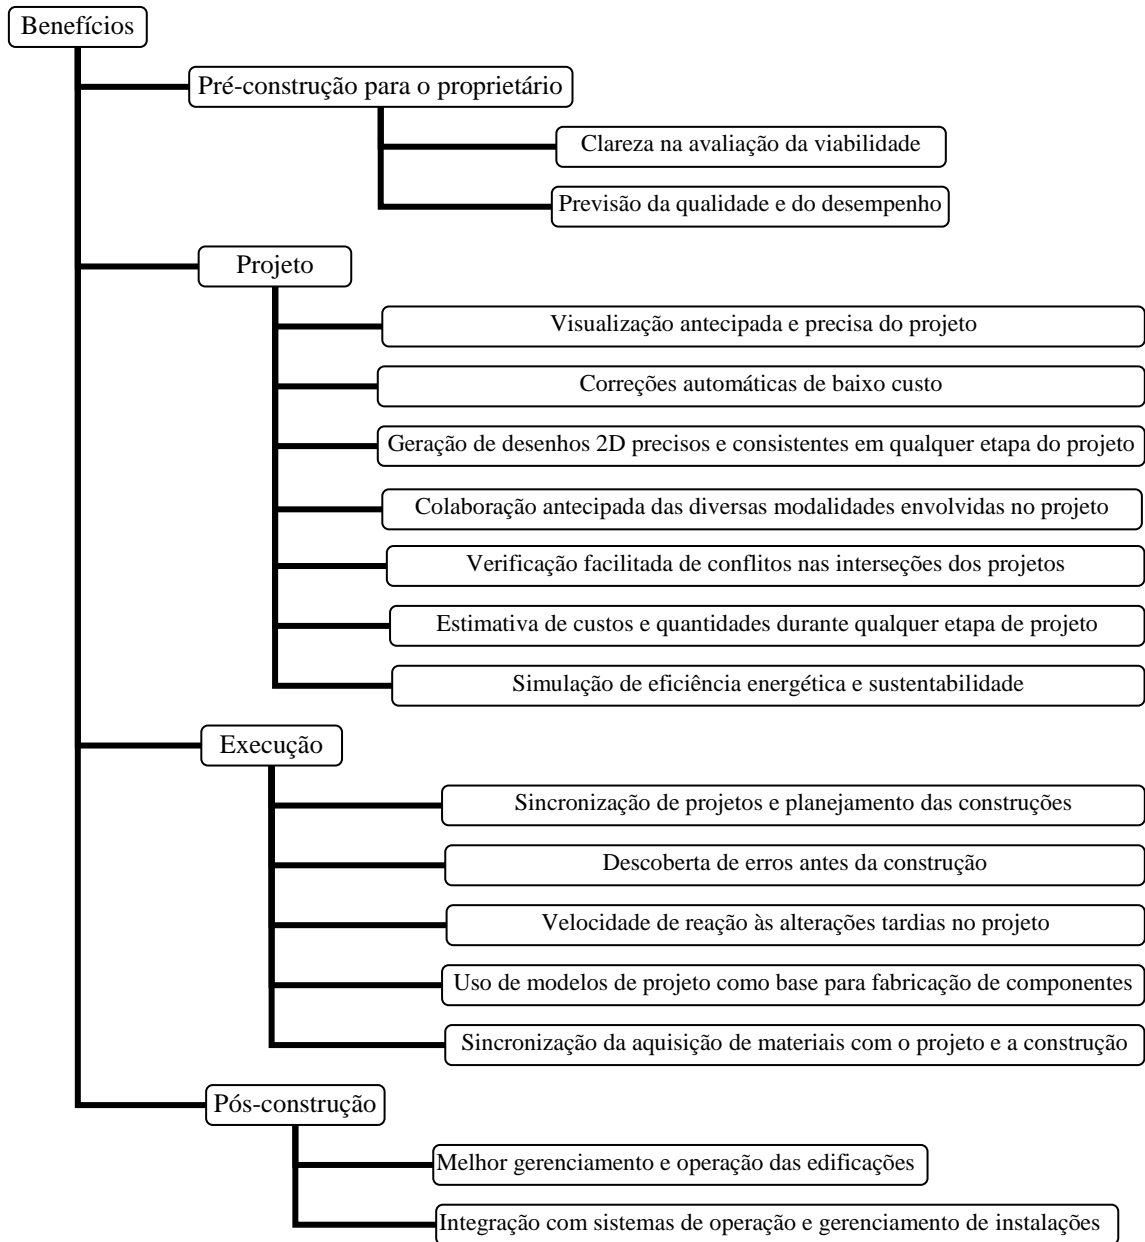 Benefícios
Pré-construção para o proprietário
Clareza na avaliação da viabilidade
Previsão da qualidade e do desempenho
Projeto
Visualização antecipada e precisa do projeto
Correções automáticas de baixo custo
Geração de desenhos 2D precisos e consistentes em qualquer etapa do projeto
Colaboração antecipada das diversas modalidades envolvidas no projeto
Verificação facilitada de conflitos nas interseções dos projetos
Estimativa de custos e quantidades durante qualquer etapa de projeto
Simulação de eficiência energética e sustentabilidade
Execução
Sincronização de projetos e planejamento das construções
Descoberta de erros antes da construção
Velocidade de reação às alterações tardias no projeto
Uso de modelos de projeto como base para fabricação de componentes
Sincronização da aquisição de materiais com o projeto e a construção
Pós-construção
Melhor gerenciamento e operação das edificações
Integração com sistemas de operação e gerenciamento de instalações